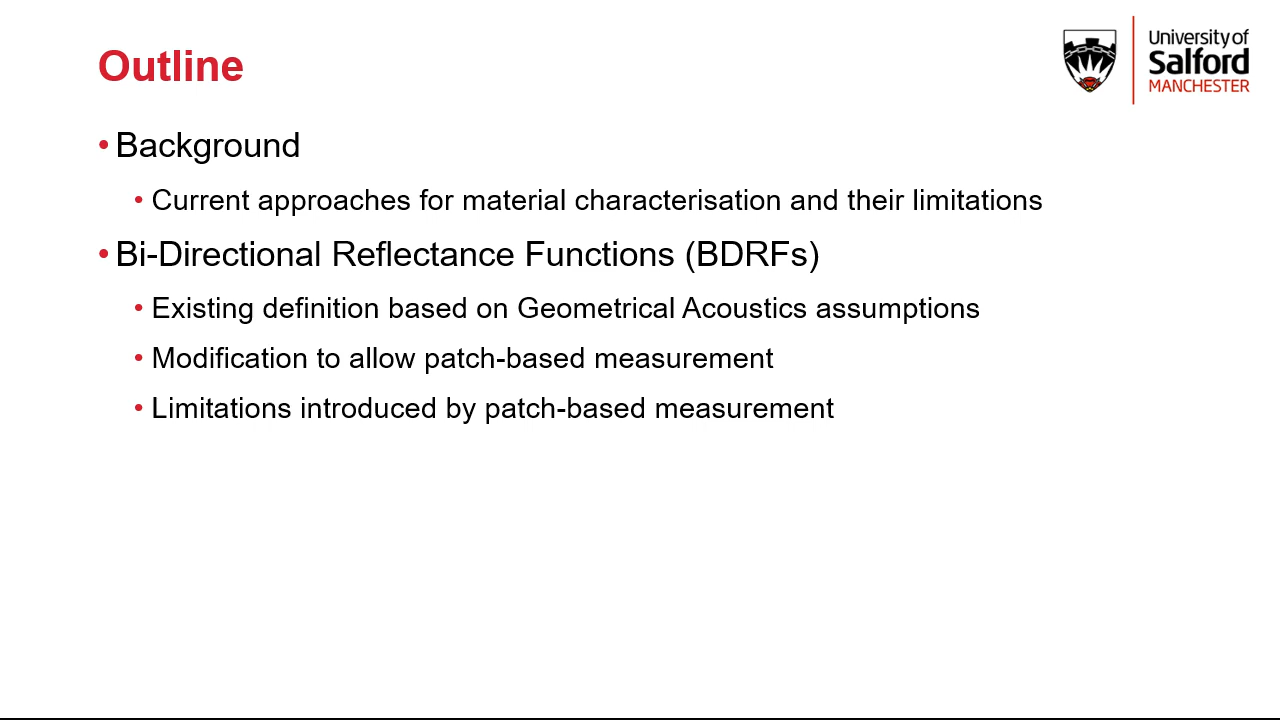 Outline
University of
Salford
MANCHESTER
• Background
• Current approaches for material characterisation and their limitations
• Bi-Directional Reflectance Functions (BDRFs)
• Existing definition based on Geometrical Acoustics assumptions
• Modification to allow patch-based measurement
• Limitations introduced by patch-based measurement